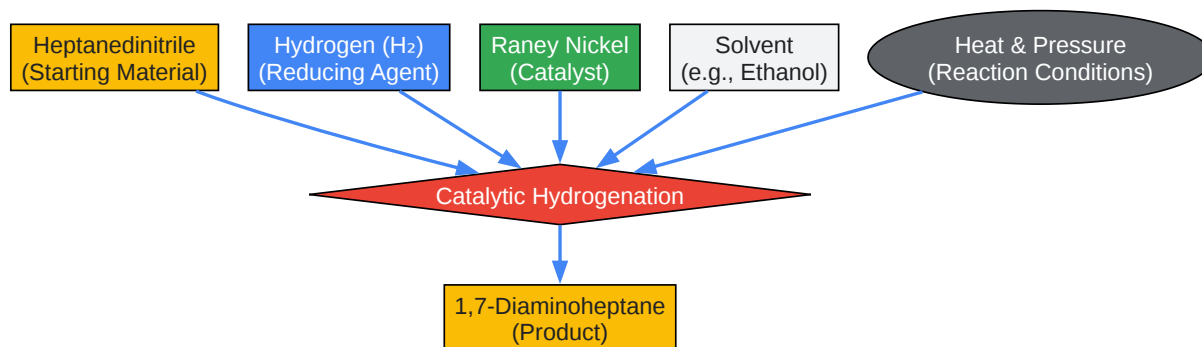 Heptanedinitrile
(Starting Material)
Hydrogen (H₂)
(Reducing Agent)
Raney Nickel
(Catalyst)
Solvent
(e.g., Ethanol)
Heat & Pressure
(Reaction Conditions)
Catalytic Hydrogenation
1,7-Diaminoheptane
(Product)